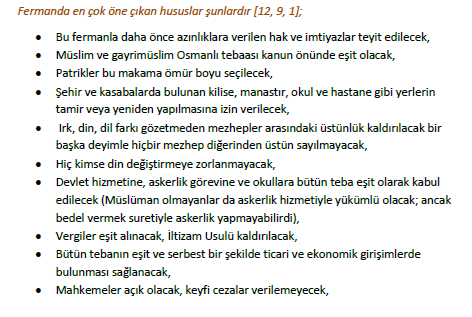 Fermanda en çok öne çıkan hususlar şunlardır [12, 9, 1];
• Bu fermanla daha önce azınlıklara verilen hak ve imtiyazlar teyit edilecek,
• Müslim ve gayrimüslim Osmanlı tebaası kanun önünde eşit olacak,
• Patrikler bu makama ömür boyu seçilecek,
• Şehir ve kasabalarda bulunan kilise, manastır, okul ve hastane gibi yerlerin
tamir veya yeniden yapılmasına izin verilecek,
• Irk, din, dil farkı gözetmeden mezhepler arasındaki üstünlük kaldırılacak bir
başka deyimle hiçbir mezhep diğerinden üstün sayılmayacak,
• Hiç kimse din değiştirmeye zorlanmayacak,
• Devlet hizmetine, askerlik görevine ve okullara bütün teba eşit olarak kabul
edilecek (Müslüman olmayanlar da askerlik hizmetiyle yükümlü olacak; ancak
bedel vermek suretiyle askerlik yapmayabilirdi),
• Vergiler eşit alınacak, İltizam Usulü kaldırılacak,
• Bütün tebanın eşit ve serbest bir şekilde ticari ve ekonomik girişimlerde
bulunması sağlanacak,
• Mahkemeler açık olacak, keyfi cezalar verilemeyecek,